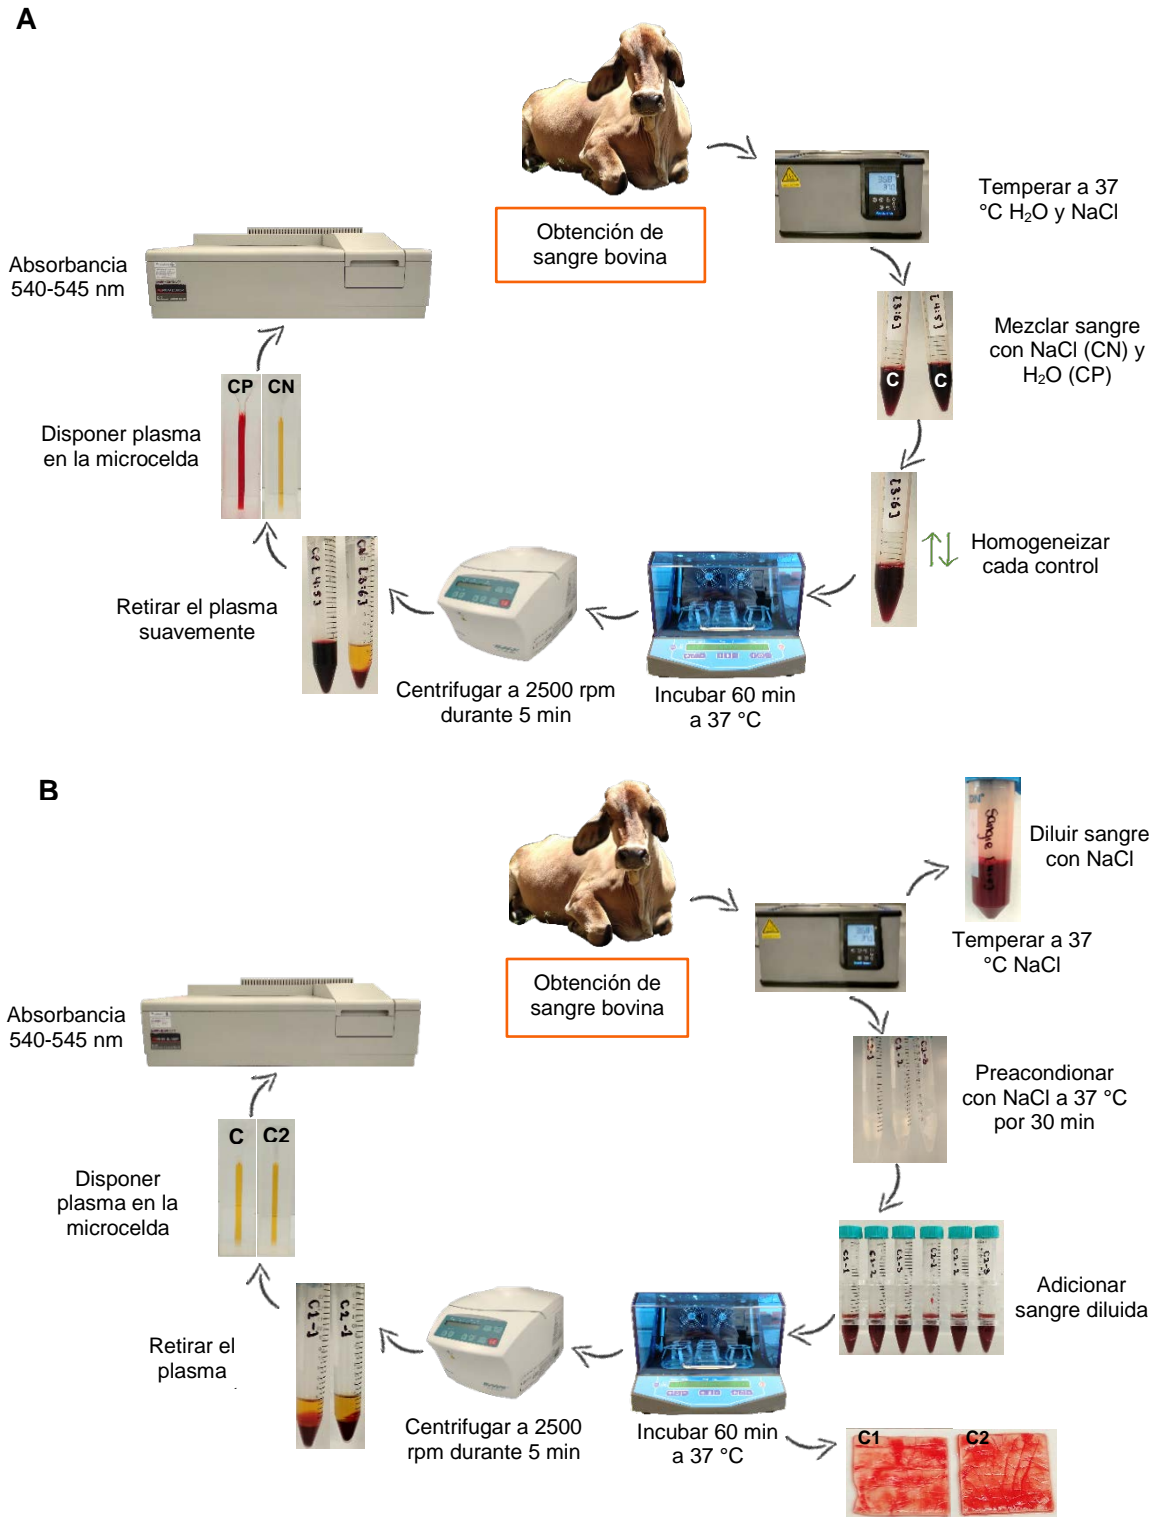 A
Obtención de
sangre bovina
Temperar a 37
°C H₂O y NaCl
C
C
Mezclar sangre
con NaCl (CN) y
H₂O (CP)
Homogeneizar
cada control
Incubar 60 min
a 37 °C
Centrifugar a 2500 rpm
durante 5 min
Retirar el plasma
suavemente
CP
CN
Disponer plasma
en la microcelda
Absorbancia
540-545 nm
B
Obtención de
sangre bovina
Sangre
Diluir sangre
con NaCl
Temperar a 37
°C NaCl
Preacondionar
con NaCl a 37 °C
por 30 min
Adicionar
sangre diluida
Incubar 60 min
a 37 °C
C1
C2
Centrifugar a 2500
rpm durante 5 min
Retirar el
plasma
C
C2
Disponer
plasma en la
microcelda
Absorbancia
540-545 nm